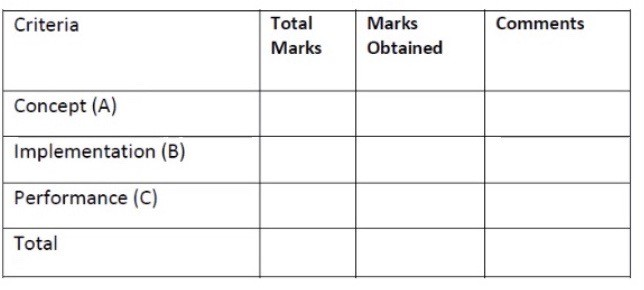 Criteria
Total Marks
Marks Obtained
Comments
Concept (A)
Implementation (B)
Performance (C)
Total